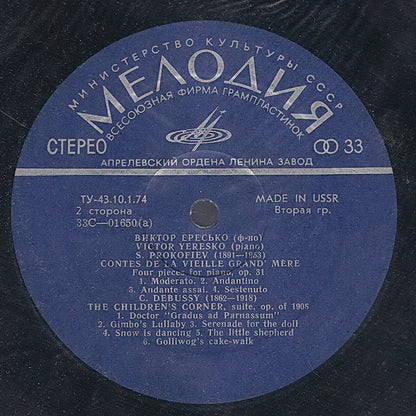 МИНИСТЕРСТВО КУЛЬТУРЫ СССР
МЕЛОДИЯ
ВСЕСОЮЗНАЯ ФИРМА ГРАМПЛАСТИНОК
СТЕРЕО 33
АПРЕЛЕВСКИЙ ОРДЕНА ЛЕНИНА ЗАВОД
ТУ-43.10.1.74 MADE IN USSR
2 сторона Вторая гр.
33С—01650(а)
ВИКТОР ЕРЕСЬКО (ф-но)
VICTOR YERESKO (piano)
S. PROKOFIEV (1891—1953)
CONTES DE LA VIEILLE GRAND' MÈRE
Four pieces for piano, op. 31
1. Moderato. 2. Andantino
3. Andante assai. 4. Sostenuto
C. DEBUSSY (1862—1918)
THE CHILDREN'S CORNER, suite, op. of 1908
1. Doctor "Gradus ad Parnassum"
2. Gimbo's Lullaby 3. Serenade for the doll
4. Snow is dancing 5. The little shepherd
6. Golliwog's cake-walk